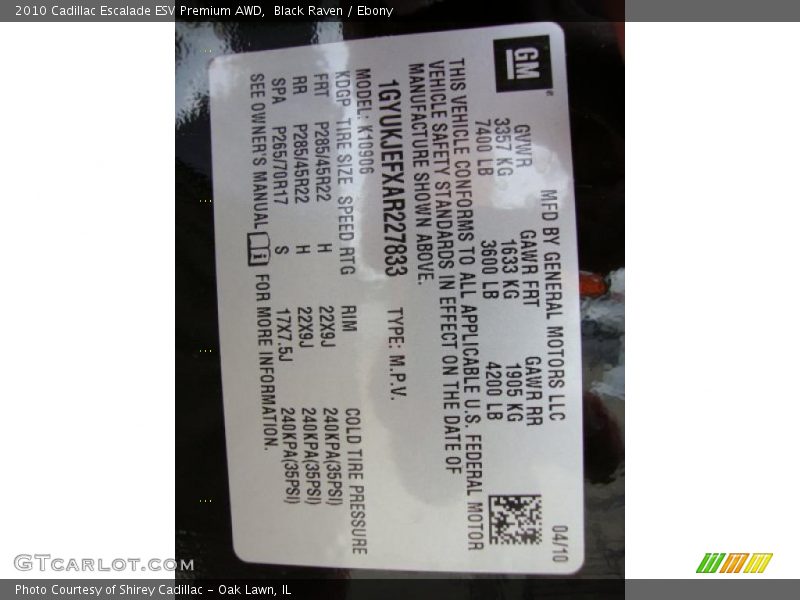 2010 Cadillac Escalade ESV Premium AWD,  Black Raven / Ebony
GM
MFD BY GENERAL MOTORS LLC
04/10
GVWR GAWR FRT GAWR RR
3357 KG 1633 KG 1905 KG
7400 LB 3600 LB 4200 LB
THIS VEHICLE CONFORMS TO ALL APPLICABLE U.S. FEDERAL MOTOR
VEHICLE SAFETY STANDARDS IN EFFECT ON THE DATE OF
MANUFACTURE SHOWN ABOVE.
1GYUKJEFXAR227833 TYPE: M.P.V.
MODEL: K10906
KDGP TIRE SIZE SPEED RTG RIM COLD TIRE PRESSURE
FRT P285/45R22 H 22X9J 240KPA(35PSI)
RR P285/45R22 H 22X9J 240KPA(35PSI)
SPA P265/70R17 S 17X7.5J 240KPA(35PSI)
SEE OWNER'S MANUAL i FOR MORE INFORMATION.
GTcarlot.com
Photo Courtesy of Shirey Cadillac - Oak Lawn, IL